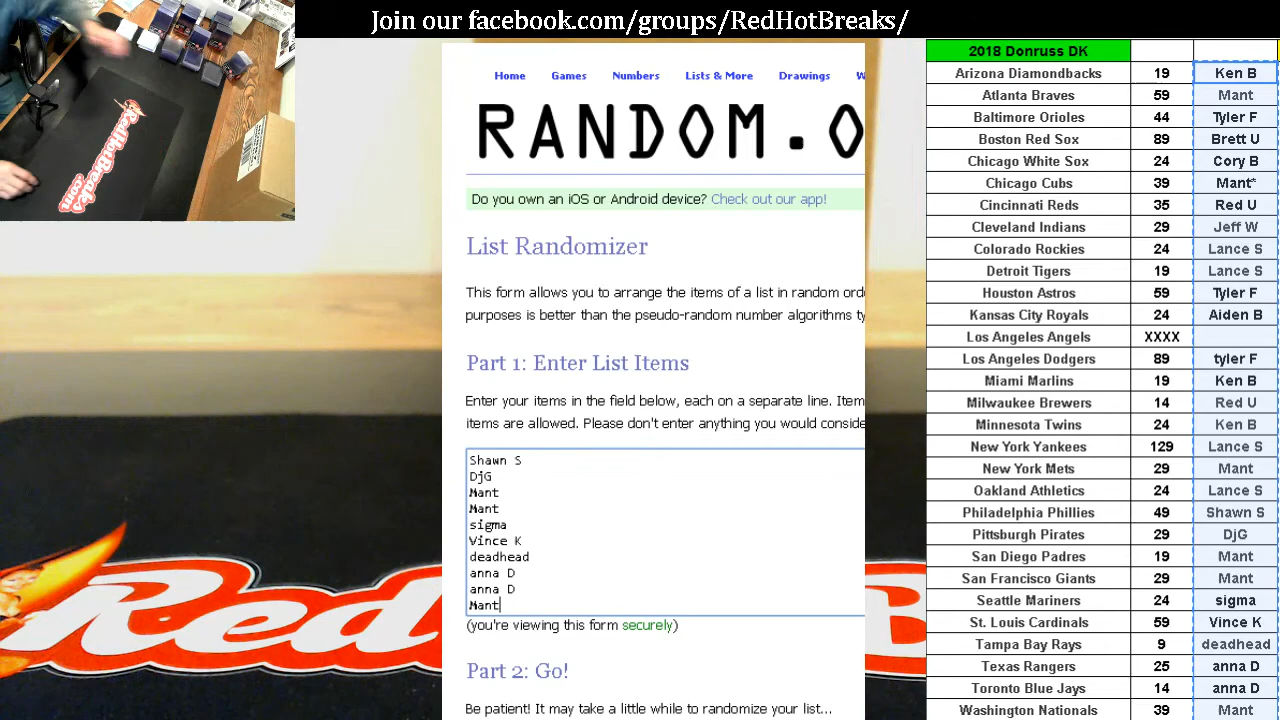 Join our facebook.com/groups/RedHotBreaks/
RedHotBreaks
.com
Home Games Numbers Lists & More Drawings W
RANDOM.O
Do you own an iOS or Android device? Check out our app!
List Randomizer
This form allows you to arrange the items of a list in random ord
purposes is better than the pseudo-random number algorithms ty
Part 1: Enter List Items
Enter your items in the field below, each on a separate line. Item
items are allowed. Please don't enter anything you would conside
Shawn S
DjG
Mant
Mant
sigma
Vince K
deadhead
anna D
anna D
Mant
(you're viewing this form securely)
Part 2: Go!
Be patient! It may take a little while to randomize your list...
2018 Donruss DK
Arizona Diamondbacks 19 Ken B
Atlanta Braves 59 Mant
Baltimore Orioles 44 Tyler F
Boston Red Sox 89 Brett U
Chicago White Sox 24 Cory B
Chicago Cubs 39 Mant*
Cincinnati Reds 35 Red U
Cleveland Indians 29 Jeff W
Colorado Rockies 24 Lance S
Detroit Tigers 19 Lance S
Houston Astros 59 Tyler F
Kansas City Royals 24 Aiden B
Los Angeles Angels XXXX
Los Angeles Dodgers 89 tyler F
Miami Marlins 19 Ken B
Milwaukee Brewers 14 Red U
Minnesota Twins 24 Ken B
New York Yankees 129 Lance S
New York Mets 29 Mant
Oakland Athletics 24 Lance S
Philadelphia Phillies 49 Shawn S
Pittsburgh Pirates 29 DjG
San Diego Padres 19 Mant
San Francisco Giants 29 Mant
Seattle Mariners 24 sigma
St. Louis Cardinals 59 Vince K
Tampa Bay Rays 9 deadhead
Texas Rangers 25 anna D
Toronto Blue Jays 14 anna D
Washington Nationals 39 Mant
Red